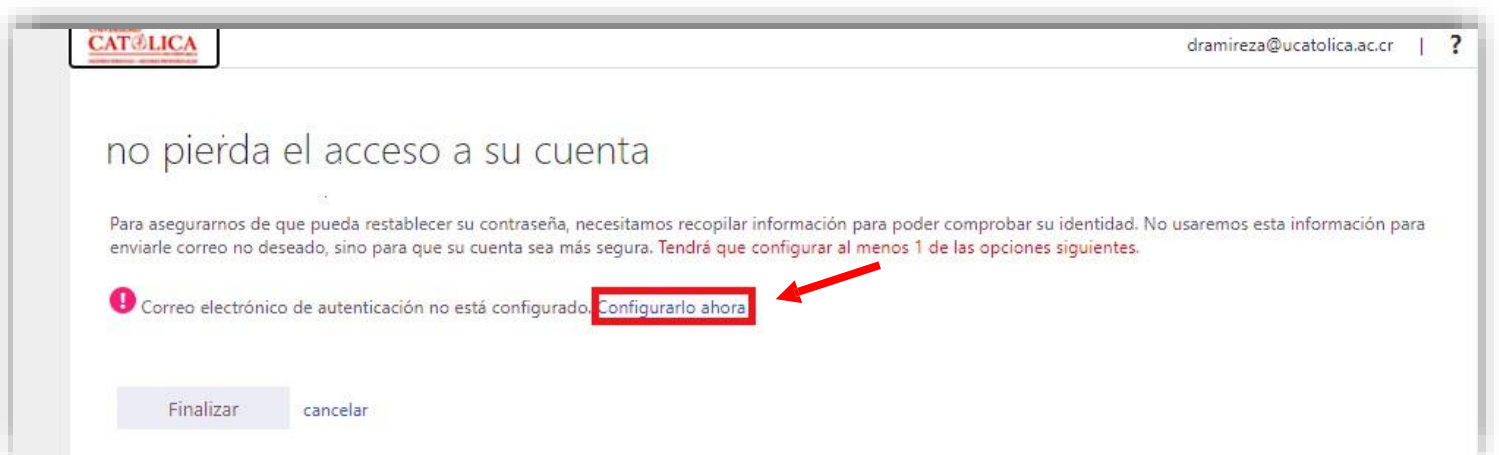 CATÓLICA
dramireza@ucatolica.ac.cr | ?
no pierda el acceso a su cuenta
Para asegurarnos de que pueda restablecer su contraseña, necesitamos recopilar información para poder comprobar su identidad. No usaremos esta información para
enviarle correo no deseado, sino para que su cuenta sea más segura. Tendrá que configurar al menos 1 de las opciones siguientes.
! Correo electrónico de autenticación no está configurado. Configurarlo ahora
Finalizar cancelar